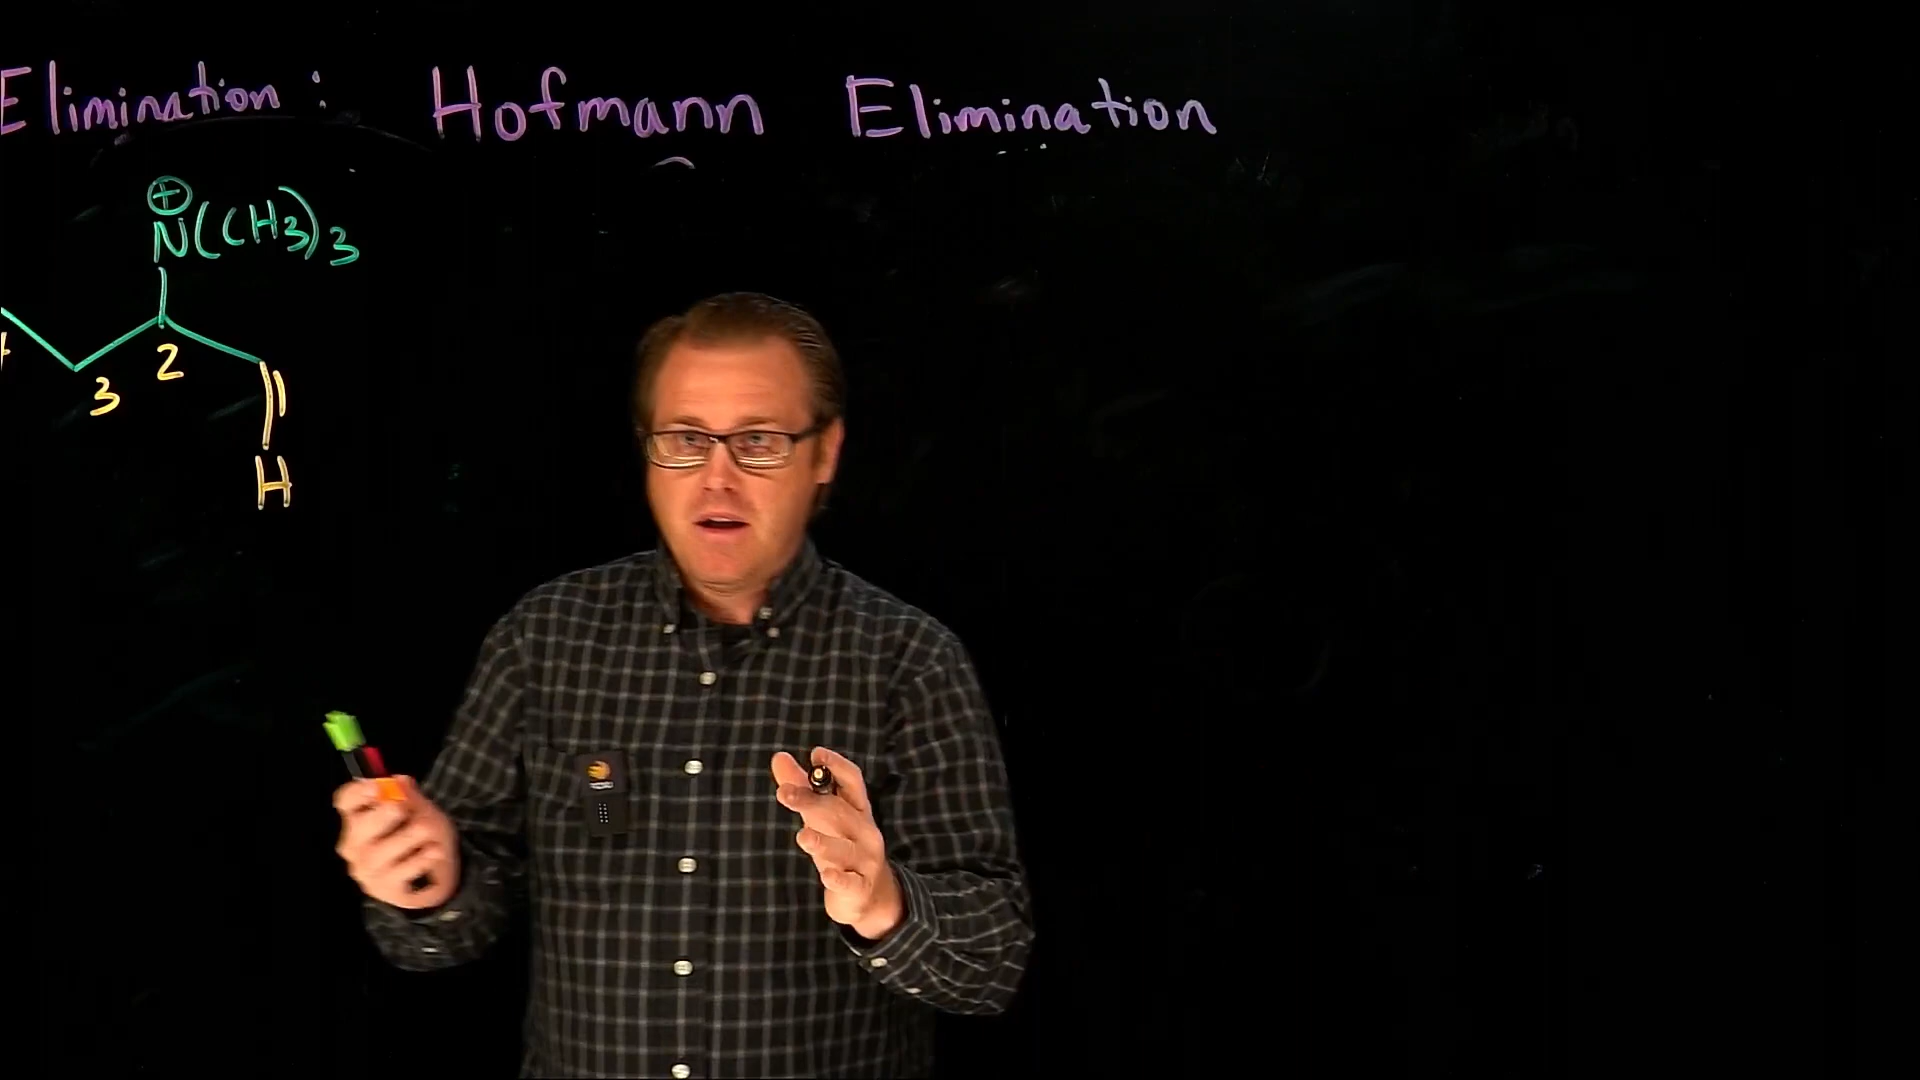 Elimination: Hofmann Elimination
⊕
N(CH3)3
2
3
H